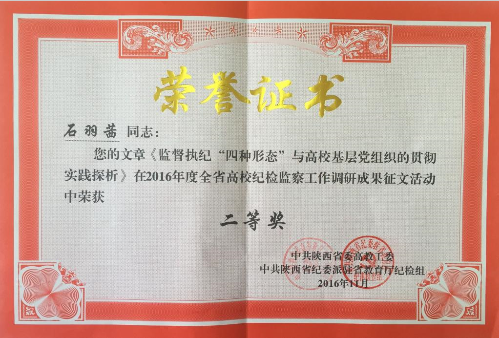 荣誉证书
石羽茜 同志：
您的文章《监督执纪“四种形态”与高校基层党组织的贯彻
实践探析》在2016年度全省高校纪检监察工作调研成果征文活动
中荣获
二等奖
中共陕西省委高教工委
中共陕西省纪委派驻省教育厅纪检组
2016年11月